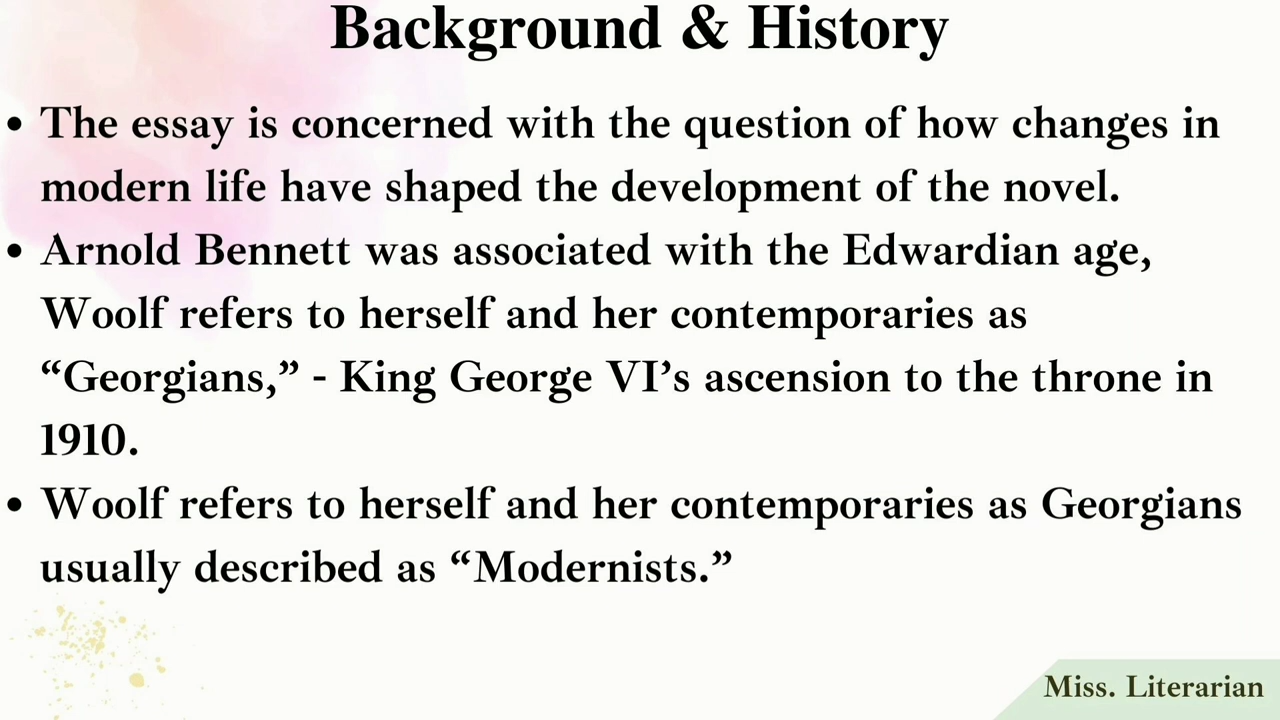 Background & History
• The essay is concerned with the question of how changes in
modern life have shaped the development of the novel.
• Arnold Bennett was associated with the Edwardian age,
Woolf refers to herself and her contemporaries as
“Georgians,” - King George VI’s ascension to the throne in
1910.
• Woolf refers to herself and her contemporaries as Georgians
usually described as “Modernists.”
Miss. Literarian